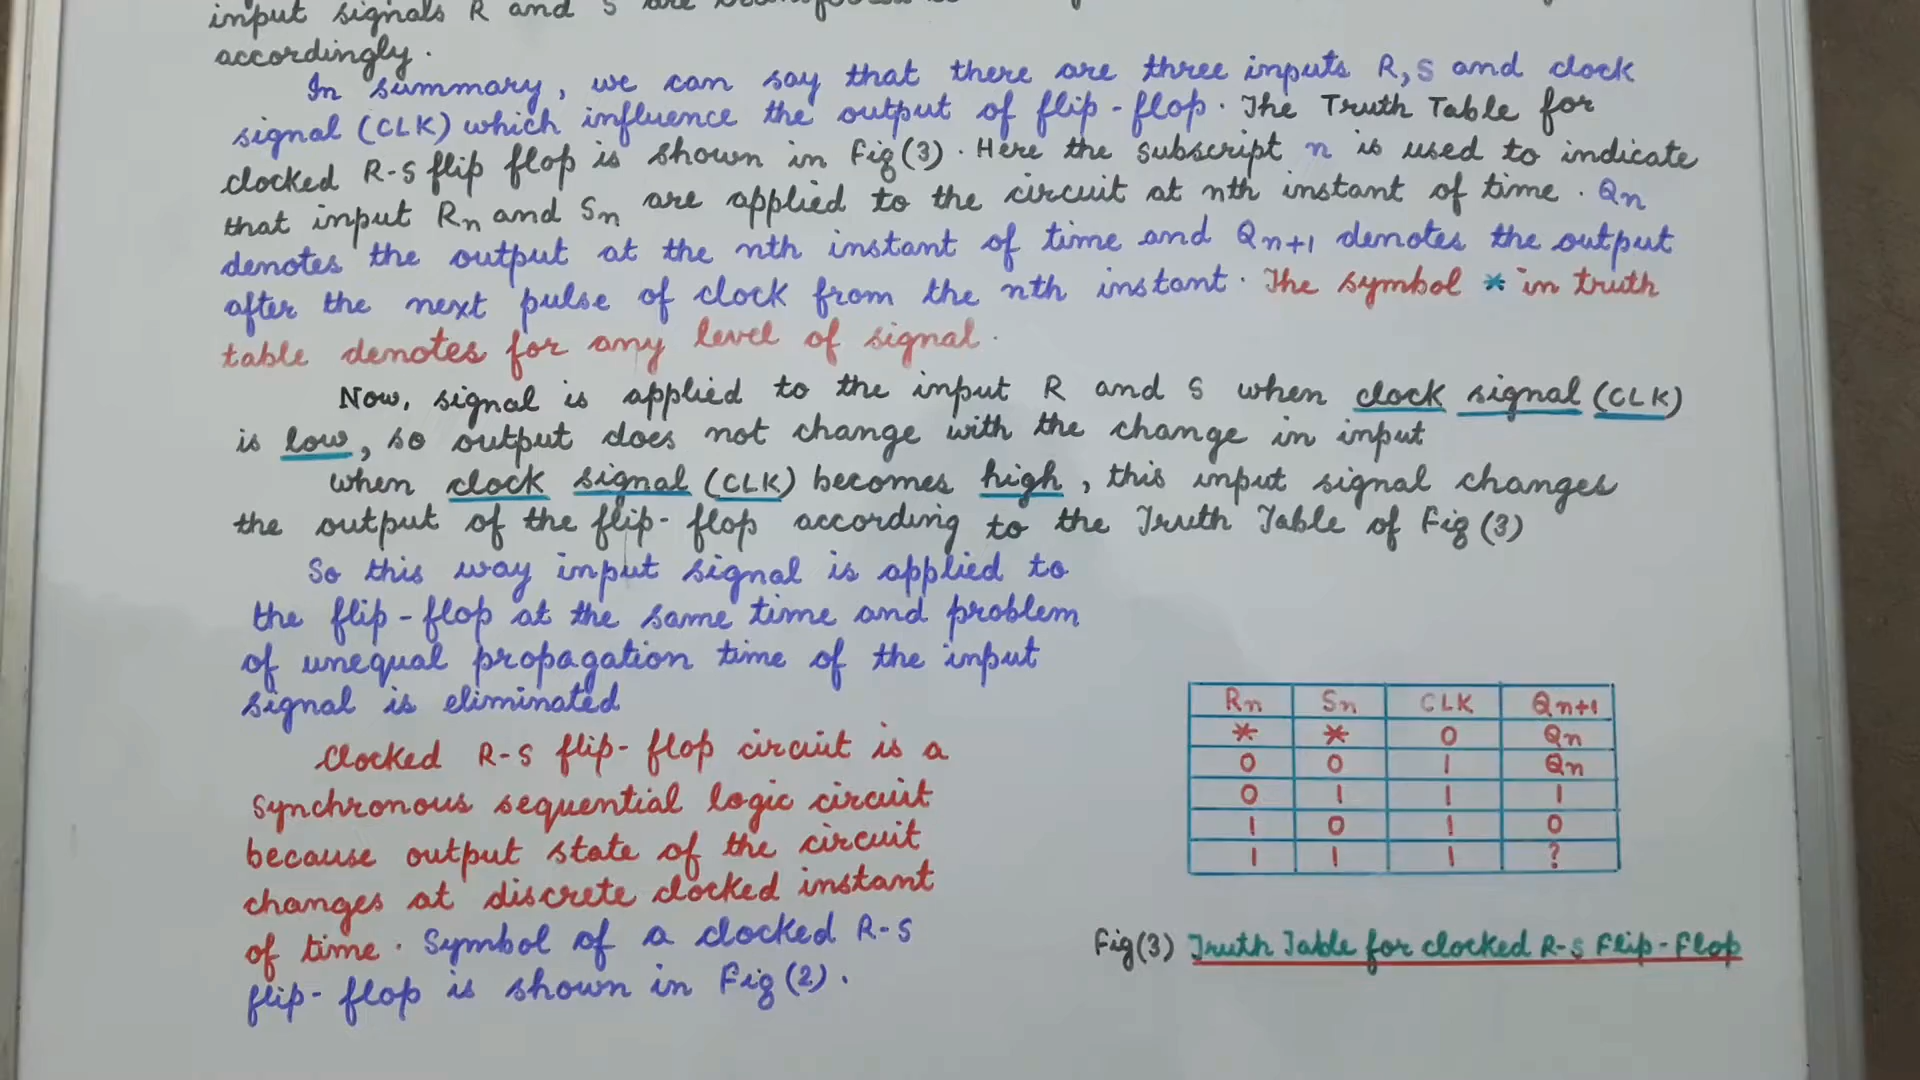 input signals R and S are
accordingly.
In summary, we can say that there are three inputs R, S and clock
signal (CLK) which influence the output of flip-flop. The Truth Table for
clocked R-S flip flop is shown in Fig (3). Here the subscript n is used to indicate
that input Rn and Sn are applied to the circuit at nth instant of time. Qn
denotes the output at the nth instant of time and Qn+1 denotes the output
after the next pulse of clock from the nth instant. The symbol * in truth
table denotes for any level of signal.
Now, signal is applied to the input R and S when clock signal (CLK)
is low, so output does not change with the change in input
when clock signal (CLK) becomes high, this input signal changes
the output of the flip-flop according to the Truth Table of Fig (3)
So this way input signal is applied to
the flip-flop at the same time and problem
of unequal propagation time of the input
signal is eliminated
Clocked R-S flip-flop circuit is a
synchronous sequential logic circuit
because output state of the circuit
changes at discrete clocked instant
of time. Symbol of a clocked R-S
flip-flop is shown in Fig (2).
Rn Sn CLK Qn+1
* * 0 Qn
0 0 1 Qn
0 1 1 1
1 0 1 0
1 1 1 ?
Fig (3) Truth Table for clocked R-S Flip-Flop